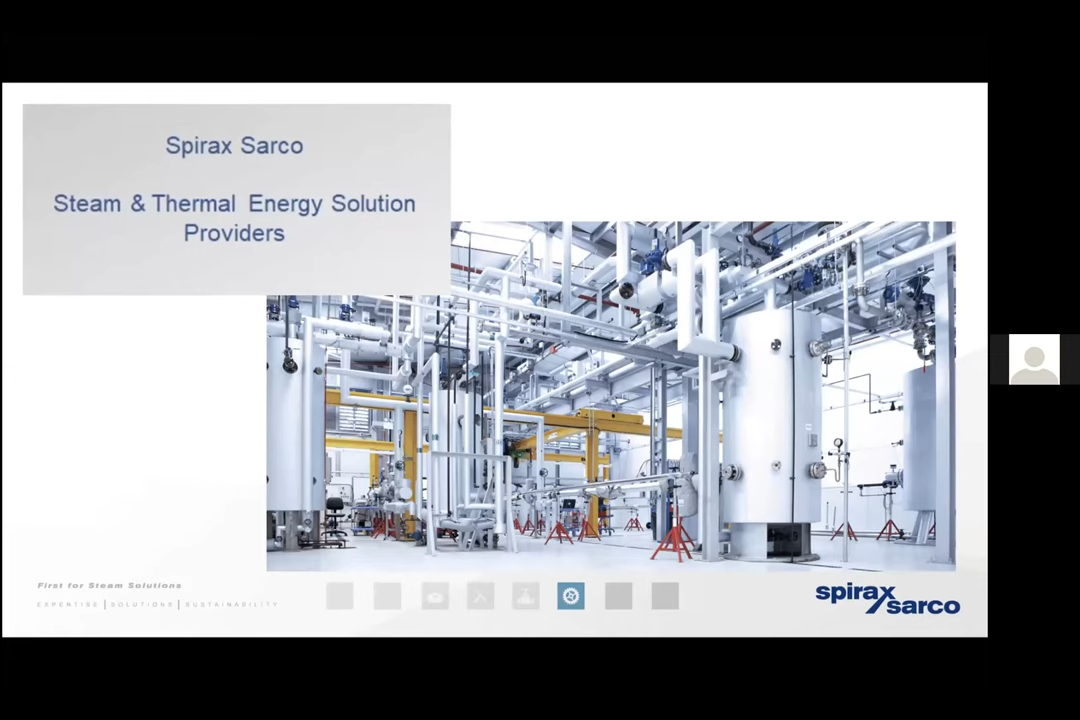 Spirax Sarco
Steam & Thermal Energy Solution
Providers
First for Steam Solutions
EXPERTISE | SOLUTIONS | SUSTAINABILITY
spirax
sarco